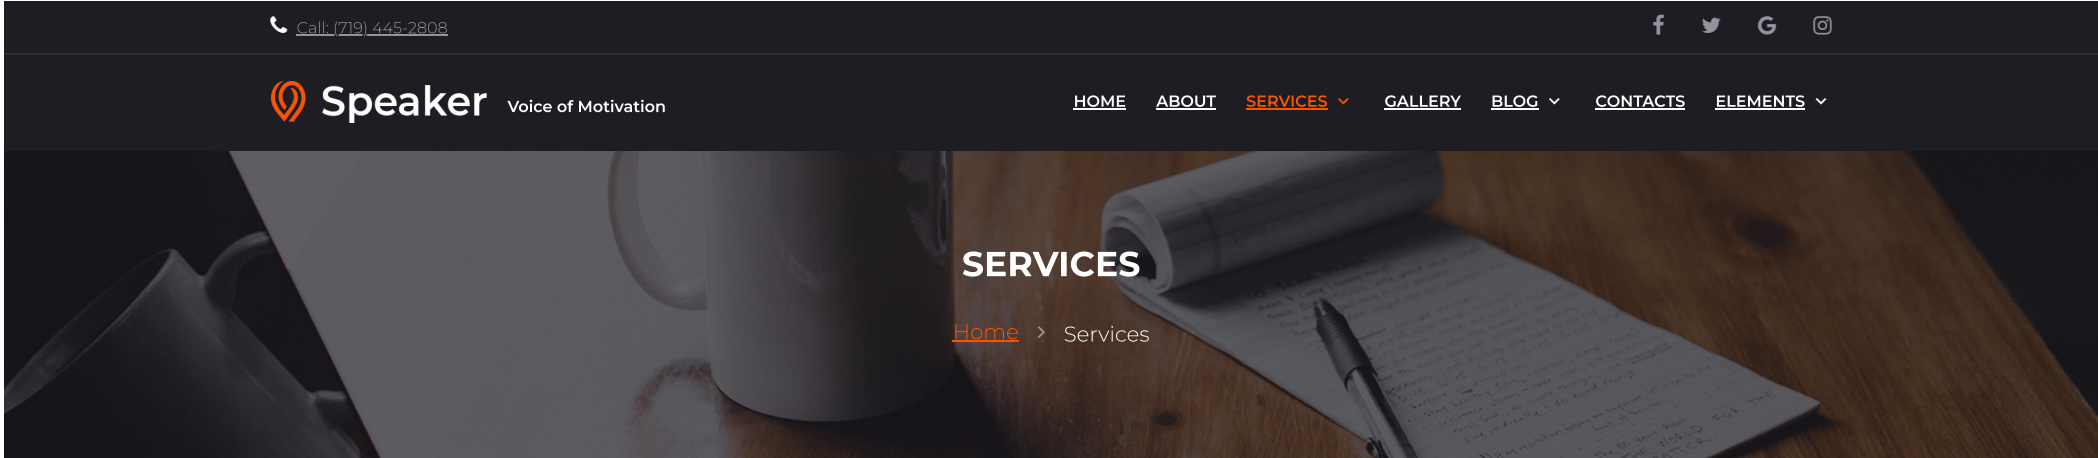 Call: (719) 445-2808
Speaker Voice of Motivation
HOME ABOUT SERVICES GALLERY BLOG CONTACTS ELEMENTS
SERVICES
Home > Services